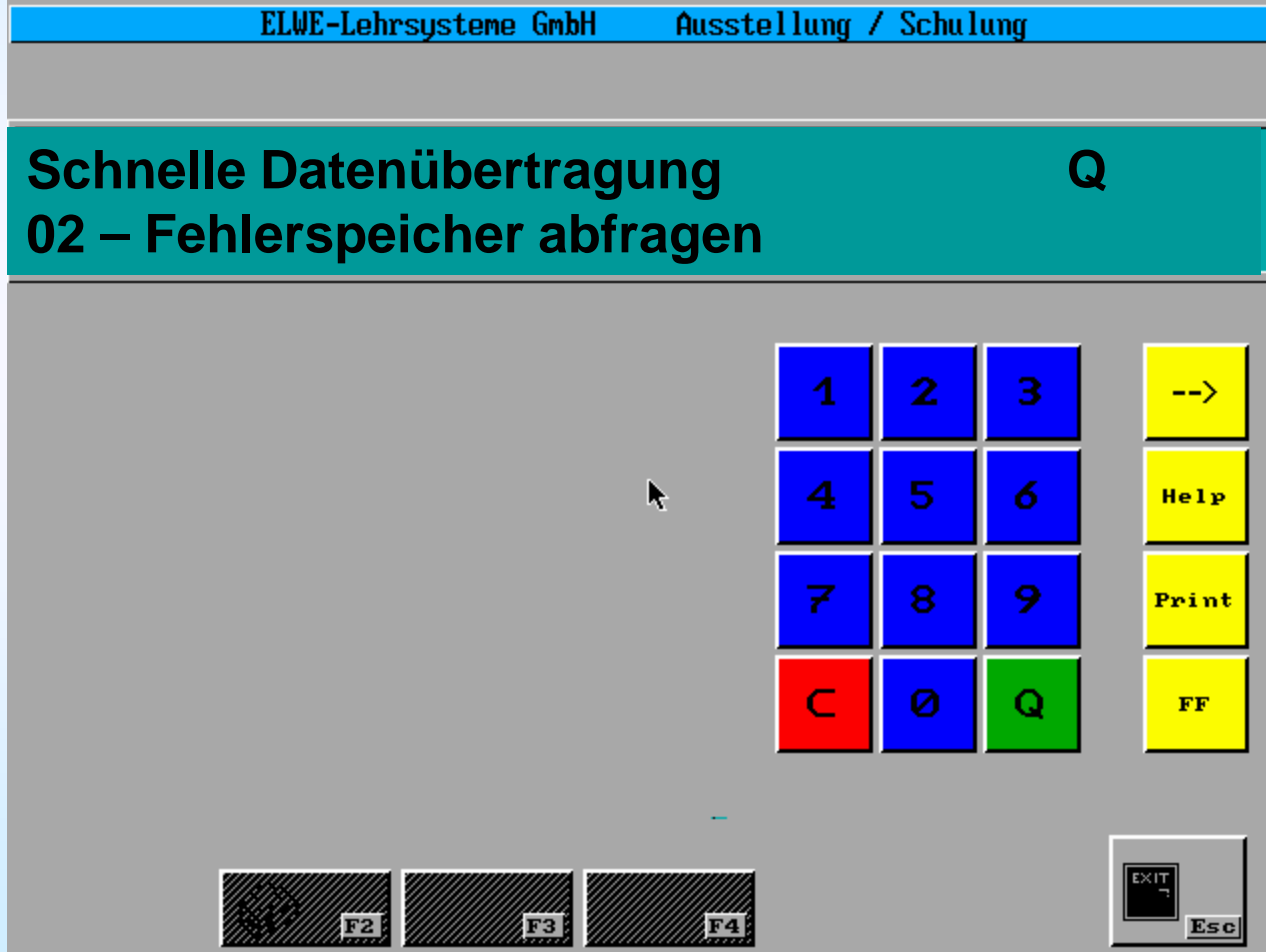 ELWE-Lehrsysteme GmbH Ausstellung / Schulung
Schnelle Datenübertragung Q
02 – Fehlerspeicher abfragen
1 2 3 -->
4 5 6 Help
7 8 9 Print
C 0 Q FF
EXIT
F2 F3 F4 Esc